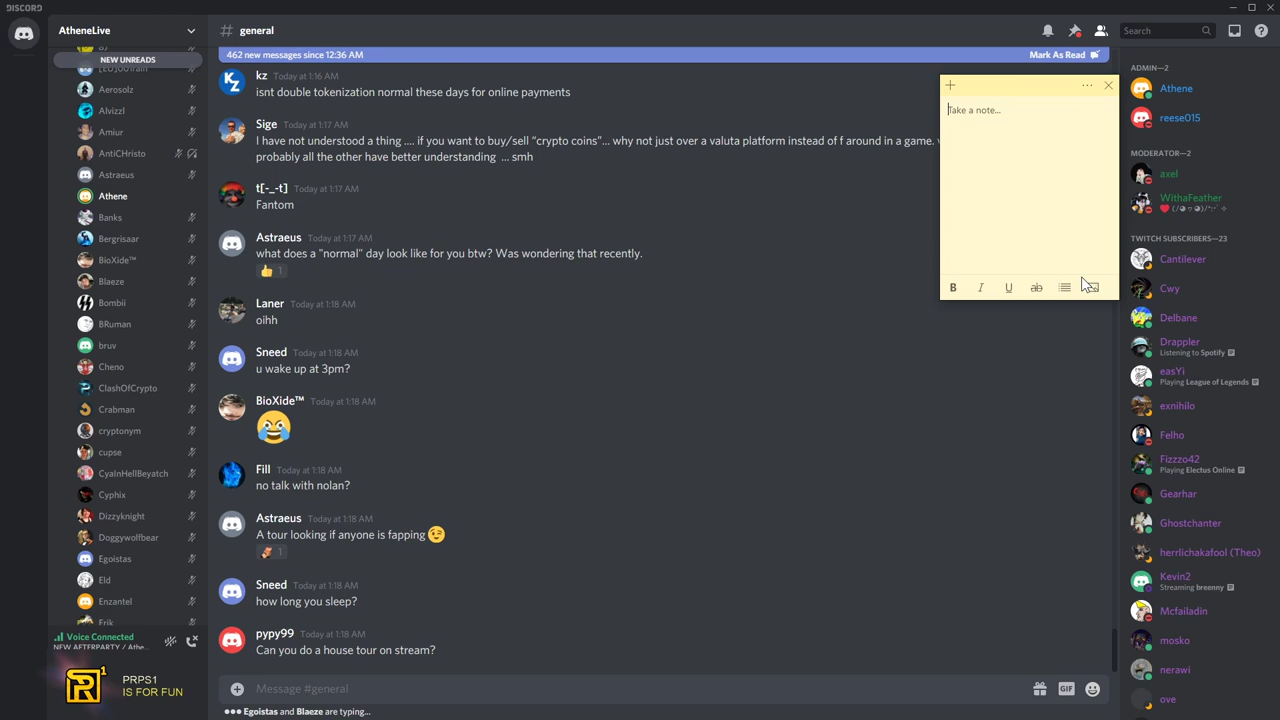 DISCORD
AtheneLive
NEW UNREADS
Aerosolz
Alvizzl
Amiur
AntiCHristo
Astraeus
Athene
Banks
Bergrisaar
BioXide™
Blaeze
Bombii
BRuman
bruv
Cheno
ClashOfCrypto
Crabman
cryptonym
cupse
CyaInHellBeyatch
Cyphix
Dizzyknight
Doggywolfbear
Egoistas
Eld
Enzantel
Erik
Voice Connected
NEW AFTERPARTY / Athe...
PRPS1
IS FOR FUN
# general
Search
462 new messages since 12:36 AM
Mark As Read
kz Today at 1:16 AM
isnt double tokenization normal these days for online payments
Sige Today at 1:17 AM
I have not understood a thing .... if you want to buy/sell "crypto coins"... why not just over a valuta platform instead of f around in a game.
probably all the other have better understanding ... smh
t[-_-t] Today at 1:17 AM
Fantom
Astraeus Today at 1:17 AM
what does a "normal" day look like for you btw? Was wondering that recently.
1
Laner Today at 1:18 AM
oihh
Sneed Today at 1:18 AM
u wake up at 3pm?
BioXide™ Today at 1:18 AM
Fill Today at 1:18 AM
no talk with nolan?
Astraeus Today at 1:18 AM
A tour looking if anyone is fapping
1
Sneed Today at 1:18 AM
how long you sleep?
pypy99 Today at 1:18 AM
Can you do a house tour on stream?
Message #general
GIF
Egoistas and Blaeze are typing...
Take a note...
B I U ab
ADMIN—2
Athene
reese015
MODERATOR—2
axel
WithaFeather
TWITCH SUBSCRIBERS—23
Cantilever
Cwy
Delbane
Drappler
Listening to Spotify
easYi
Playing League of Legends
exnihilo
Felho
Fizzzo42
Playing Electus Online
Gearhar
Ghostchanter
herrlichakafool (Theo)
Kevin2
Streaming breenny
Mcfailadin
mosko
nerawi
ove